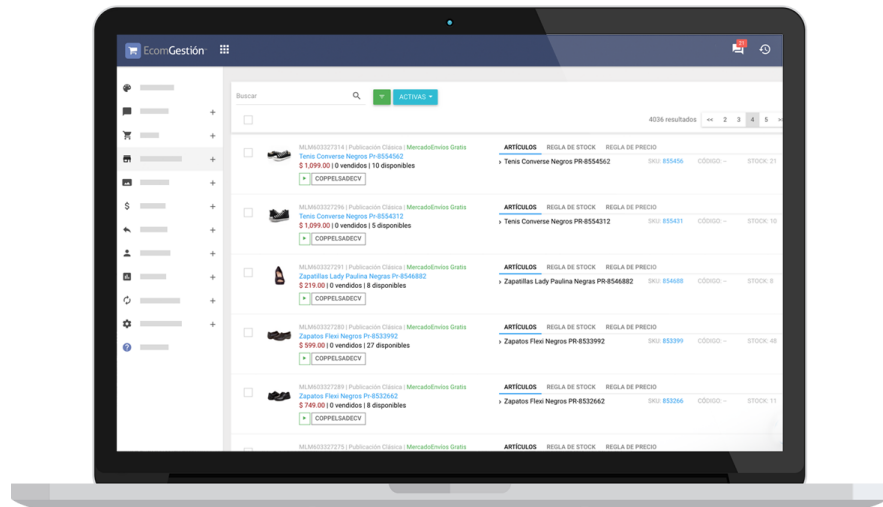 EcomGestión
Buscar
ACTIVAS
4036 resultados << 2 3 4 5
MLM603327314 | Publicación Clásica | MercadoEnvíos Gratis
Tenis Converse Negros Pr-8554562
$ 1,099.00 | 0 vendidos | 10 disponibles
COPPELSADECV
ARTÍCULOS REGLA DE STOCK REGLA DE PRECIO
› Tenis Converse Negros PR-8554562 SKU: 855456 CÓDIGO: -- STOCK: 21
MLM603327296 | Publicación Clásica | MercadoEnvíos Gratis
Tenis Converse Negros Pr-8554312
$ 1,099.00 | 0 vendidos | 5 disponibles
COPPELSADECV
ARTÍCULOS REGLA DE STOCK REGLA DE PRECIO
› Tenis Converse Negros PR-8554312 SKU: 855431 CÓDIGO: -- STOCK: 10
MLM603327291 | Publicación Clásica | MercadoEnvíos Gratis
Zapatillas Lady Paulina Negras Pr-8546882
$ 219.00 | 0 vendidos | 8 disponibles
COPPELSADECV
ARTÍCULOS REGLA DE STOCK REGLA DE PRECIO
› Zapatillas Lady Paulina Negras PR-8546882 SKU: 854688 CÓDIGO: -- STOCK: 8
MLM603327280 | Publicación Clásica | MercadoEnvíos Gratis
Zapatos Flexi Negros Pr-8533992
$ 599.00 | 0 vendidos | 27 disponibles
COPPELSADECV
ARTÍCULOS REGLA DE STOCK REGLA DE PRECIO
› Zapatos Flexi Negros PR-8533992 SKU: 853399 CÓDIGO: -- STOCK: 48
MLM603327289 | Publicación Clásica | MercadoEnvíos Gratis
Zapatos Flexi Negros Pr-8532662
$ 749.00 | 0 vendidos | 8 disponibles
COPPELSADECV
ARTÍCULOS REGLA DE STOCK REGLA DE PRECIO
› Zapatos Flexi Negros PR-8532662 SKU: 853266 CÓDIGO: -- STOCK: 11
MLM603327275 | Publicación Clásica | MercadoEnvíos Gratis
ARTÍCULOS REGLA DE STOCK REGLA DE PRECIO